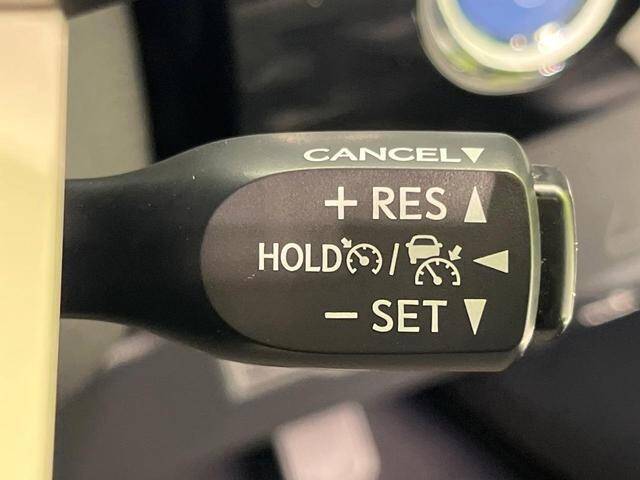 CANCEL▼
+ RES ▲
HOLD / ◀
− SET ▼